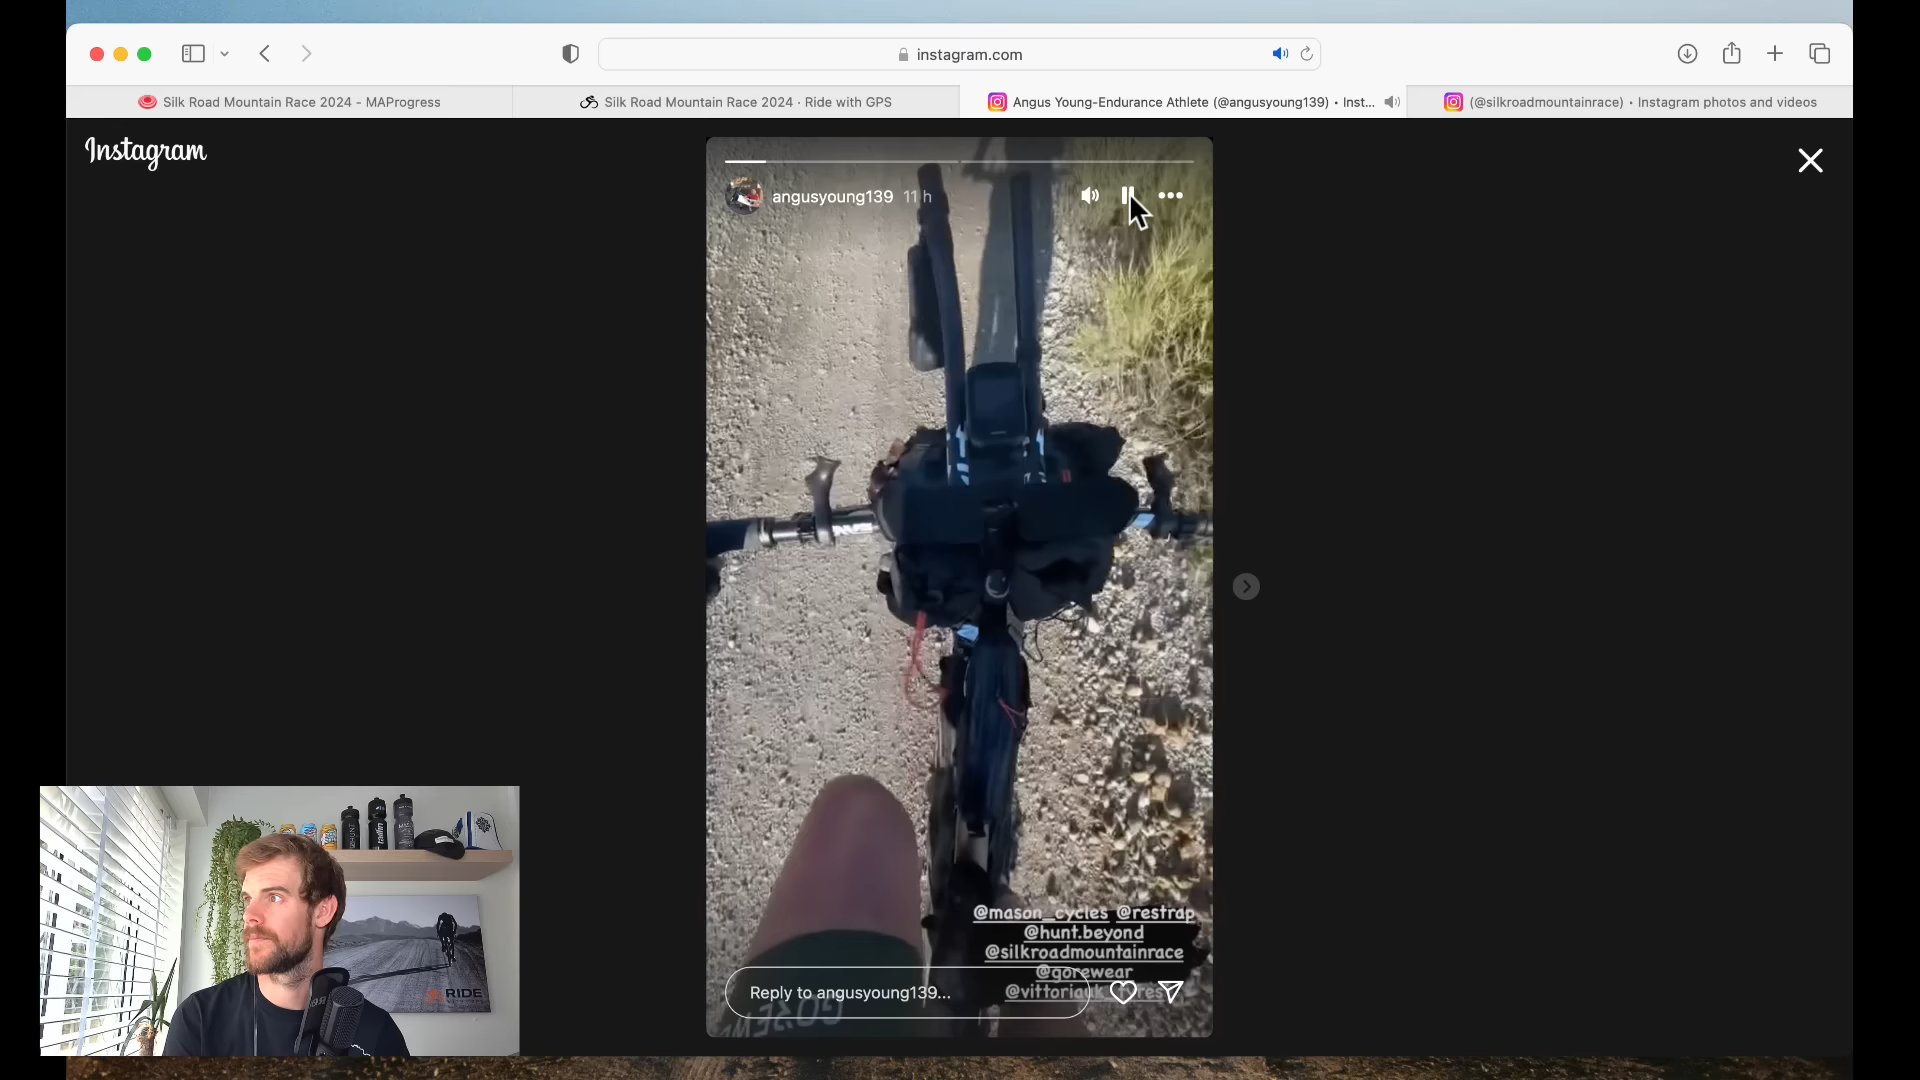 instagram.com
Silk Road Mountain Race 2024 - MAProgress
Silk Road Mountain Race 2024 · Ride with GPS
Angus Young-Endurance Athlete (@angusyoung139) • Inst...
(@silkroadmountainrace) • Instagram photos and videos
Instagram
angusyoung139 11 h
@mason_cycles @restrap
@hunt.beyond
@silkroadmountainrace
@gorewear
@vittoriauk_tyres
Reply to angusyoung139...
RIDE